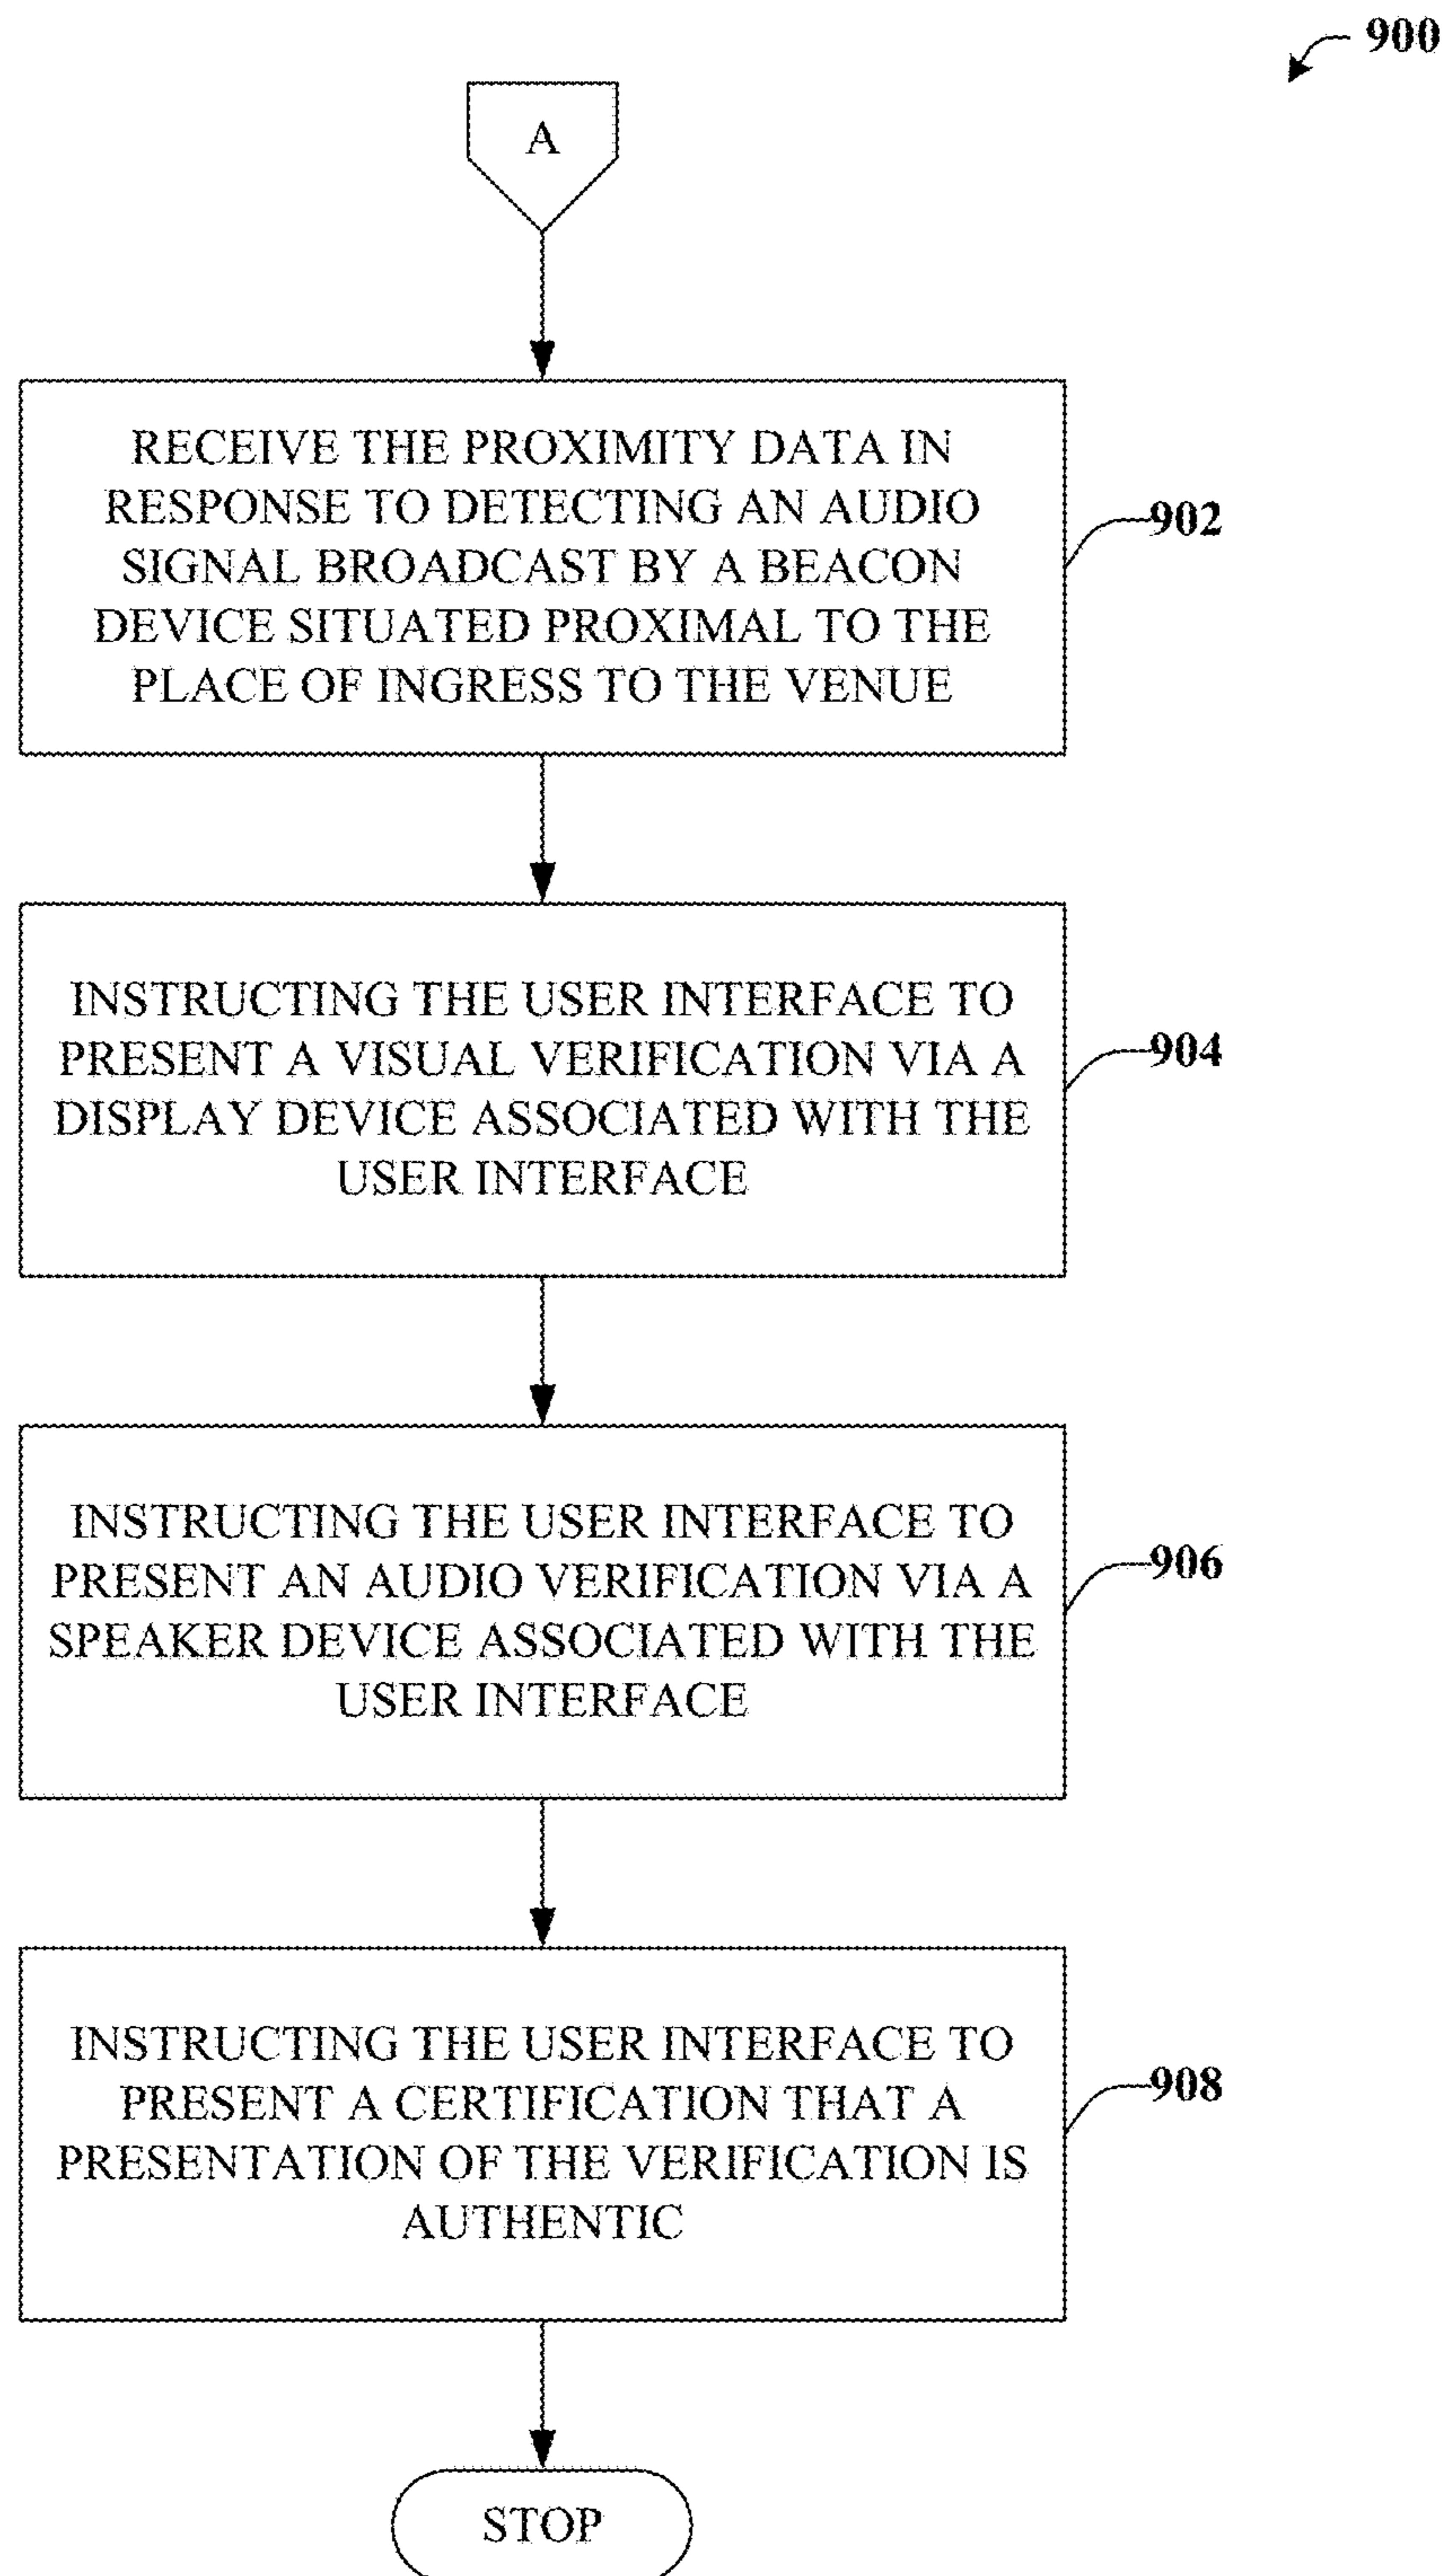 900
A
RECEIVE THE PROXIMITY DATA IN
RESPONSE TO DETECTING AN AUDIO
SIGNAL BROADCAST BY A BEACON
DEVICE SITUATED PROXIMAL TO THE
PLACE OF INGRESS TO THE VENUE
902
INSTRUCTING THE USER INTERFACE TO
PRESENT A VISUAL VERIFICATION VIA A
DISPLAY DEVICE ASSOCIATED WITH THE
USER INTERFACE
904
INSTRUCTING THE USER INTERFACE TO
PRESENT AN AUDIO VERIFICATION VIA A
SPEAKER DEVICE ASSOCIATED WITH THE
USER INTERFACE
906
INSTRUCTING THE USER INTERFACE TO
PRESENT A CERTIFICATION THAT A
PRESENTATION OF THE VERIFICATION IS
AUTHENTIC
908
STOP